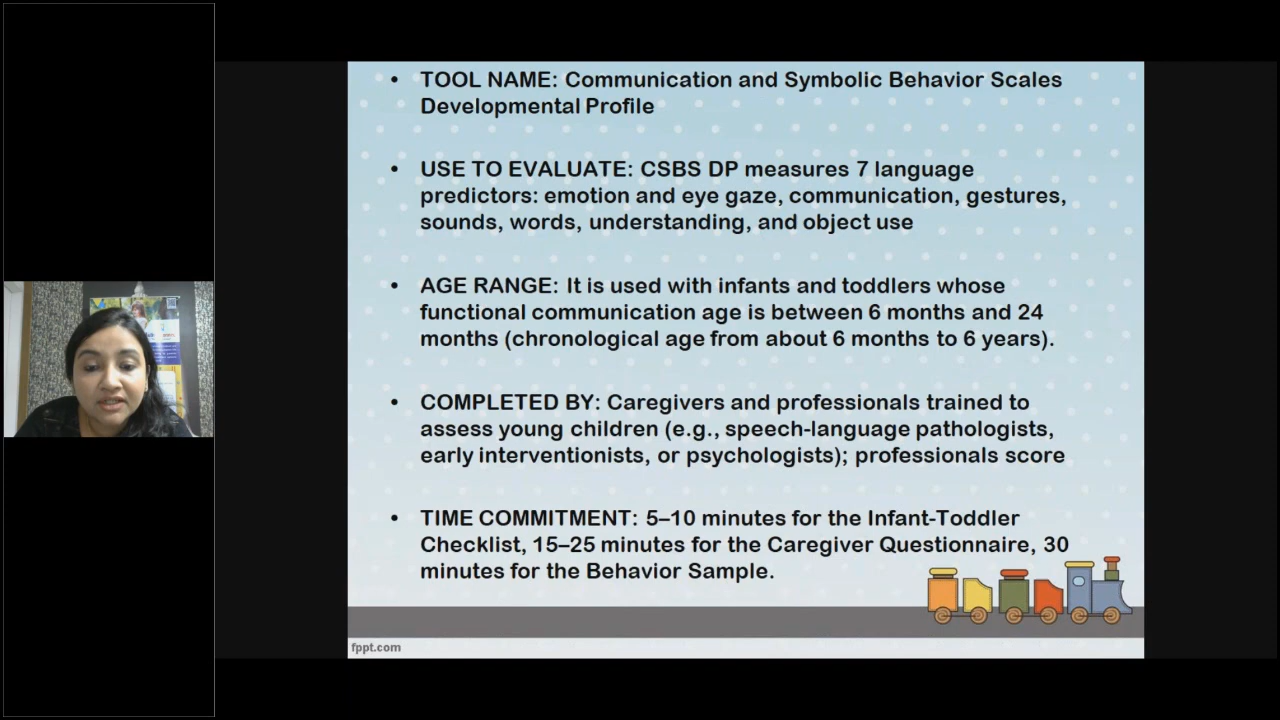 • TOOL NAME: Communication and Symbolic Behavior Scales
Developmental Profile
• USE TO EVALUATE: CSBS DP measures 7 language
predictors: emotion and eye gaze, communication, gestures,
sounds, words, understanding, and object use
• AGE RANGE: It is used with infants and toddlers whose
functional communication age is between 6 months and 24
months (chronological age from about 6 months to 6 years).
• COMPLETED BY: Caregivers and professionals trained to
assess young children (e.g., speech-language pathologists,
early interventionists, or psychologists); professionals score
• TIME COMMITMENT: 5–10 minutes for the Infant-Toddler
Checklist, 15–25 minutes for the Caregiver Questionnaire, 30
minutes for the Behavior Sample.
fppt.com